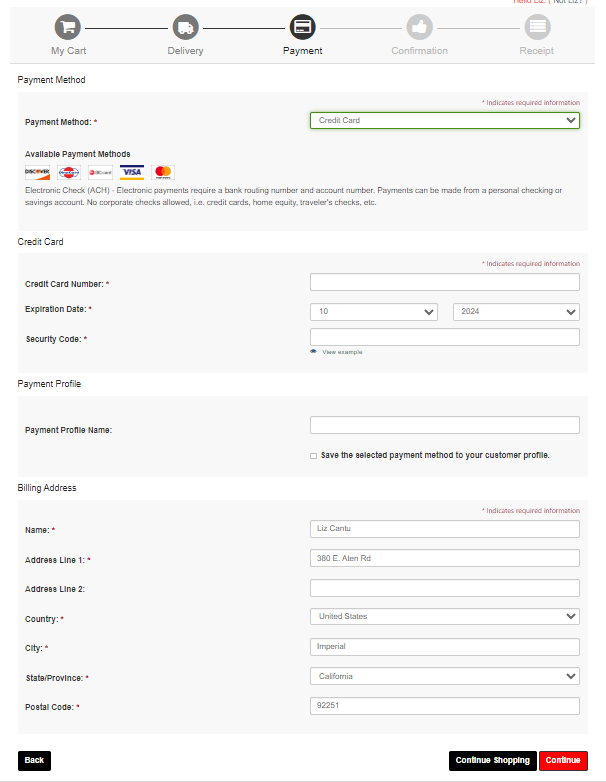 Hello Liz. ( Not Liz? )
My Cart
Delivery
Payment
Confirmation
Receipt
Payment Method
* Indicates required information
Payment Method: *
Credit Card
Available Payment Methods
DISCOVER
VISA
Electronic Check (ACH) - Electronic payments require a bank routing number and account number. Payments can be made from a personal checking or
savings account. No corporate checks allowed, i.e. credit cards, home equity, traveler's checks, etc.
Credit Card
* Indicates required information
Credit Card Number: *
Expiration Date: *
10
2024
Security Code: *
View example
Payment Profile
Payment Profile Name:
Save the selected payment method to your customer profile.
Billing Address
* Indicates required information
Name: *
Liz Cantu
Address Line 1: *
380 E. Aten Rd
Address Line 2:
Country: *
United States
City: *
Imperial
State/Province: *
California
Postal Code: *
92251
Back
Continue Shopping
Continue